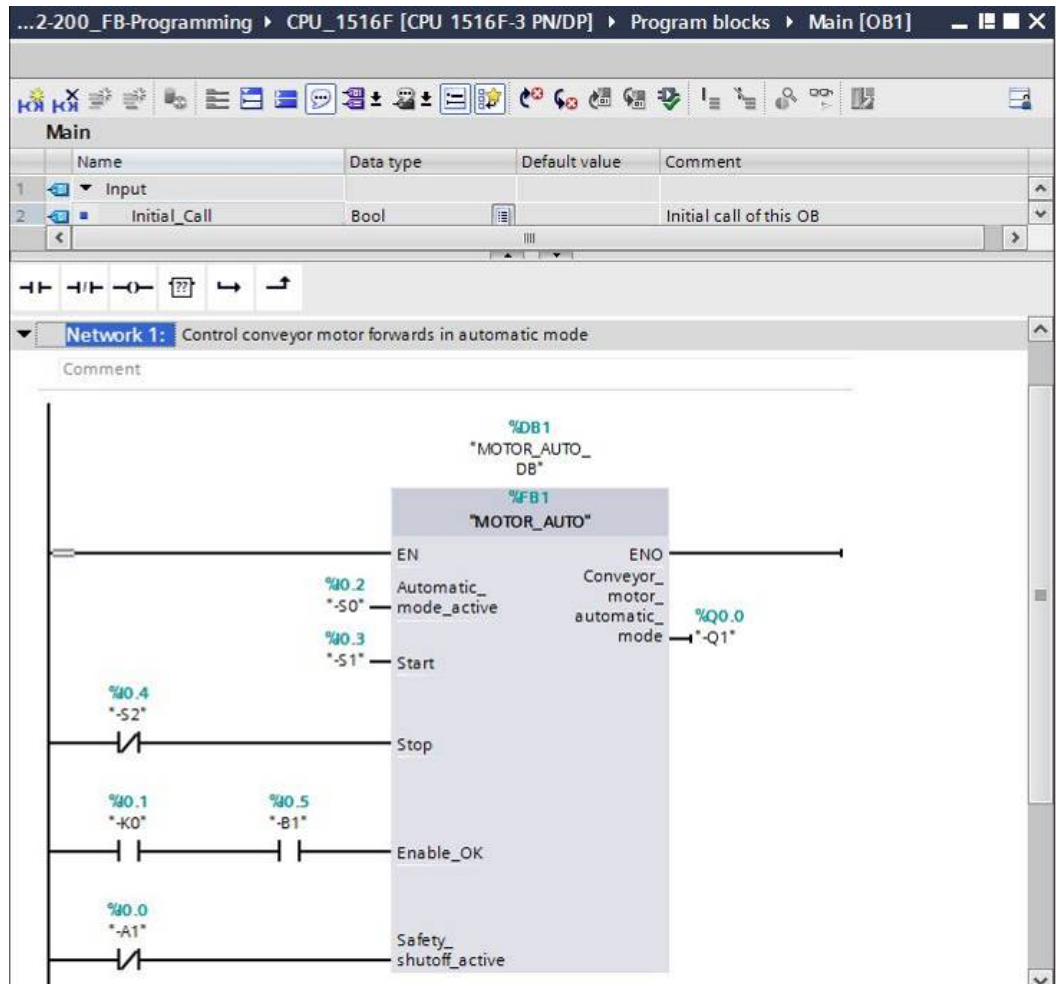 ...2-200_FB-Programming ▸ CPU_1516F [CPU 1516F-3 PN/DP] ▸ Program blocks ▸ Main [OB1]
Main
Name Data type Default value Comment
1 Input
2 Initial_Call Bool Initial call of this OB
Network 1: Control conveyor motor forwards in automatic mode
Comment
%DB1
"MOTOR_AUTO_
DB"
%FB1
"MOTOR_AUTO"
EN ENO
%I0.2
"-S0"
Automatic_
mode_active
Conveyor_
motor_
automatic_
mode
%Q0.0
"-Q1"
%I0.3
"-S1"
Start
%I0.4
"-S2"
Stop
%I0.1
"-K0"
%I0.5
"-B1"
Enable_OK
%I0.0
"-A1"
Safety_
shutoff_active